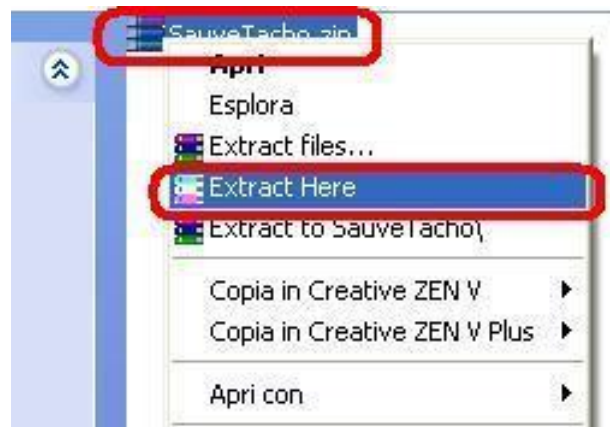 SauveTacho.zip
Apri
Esplora
Extract files...
Extract Here
Extract to SauveTacho\
Copia in Creative ZEN V
Copia in Creative ZEN V Plus
Apri con